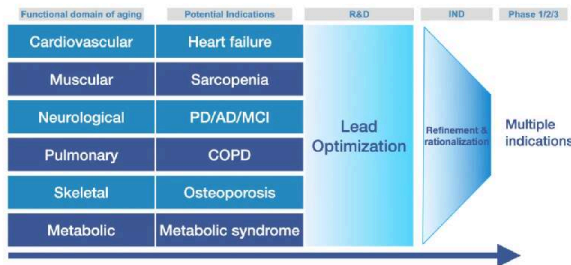 Functional domain of aging
Potential Indications
R&D
IND
Phase 1/2/3
Cardiovascular
Heart failure
Muscular
Sarcopenia
Neurological
PD/AD/MCI
Pulmonary
COPD
Skeletal
Osteoporosis
Metabolic
Metabolic syndrome
Lead
Optimization
Refinement &
rationalization
Multiple
indications